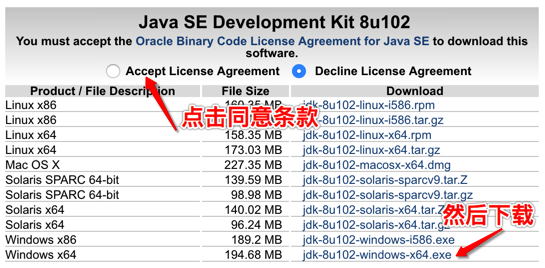 Java SE Development Kit 8u102
You must accept the Oracle Binary Code License Agreement for Java SE to download this
software.
Accept License Agreement Decline License Agreement
Product / File Description File Size Download
Linux x86 160.35 MB jdk-8u102-linux-i586.rpm
Linux x86 MB jdk-8u102-linux-i586.tar.gz
点击同意条款
Linux x64 158.35 MB jdk-8u102-linux-x64.rpm
Linux x64 173.03 MB jdk-8u102-linux-x64.tar.gz
Mac OS X 227.35 MB jdk-8u102-macosx-x64.dmg
Solaris SPARC 64-bit 139.59 MB jdk-8u102-solaris-sparcv9.tar.Z
Solaris SPARC 64-bit 98.98 MB jdk-8u102-solaris-sparcv9.tar.gz
Solaris x64 140.02 MB jdk-8u102-solaris-x64.tar.Z
然后下载
Solaris x64 96.24 MB jdk-8u102-solaris-x64.tar.gz
Windows x86 189.2 MB jdk-8u102-windows-i586.exe
Windows x64 194.68 MB jdk-8u102-windows-x64.exe